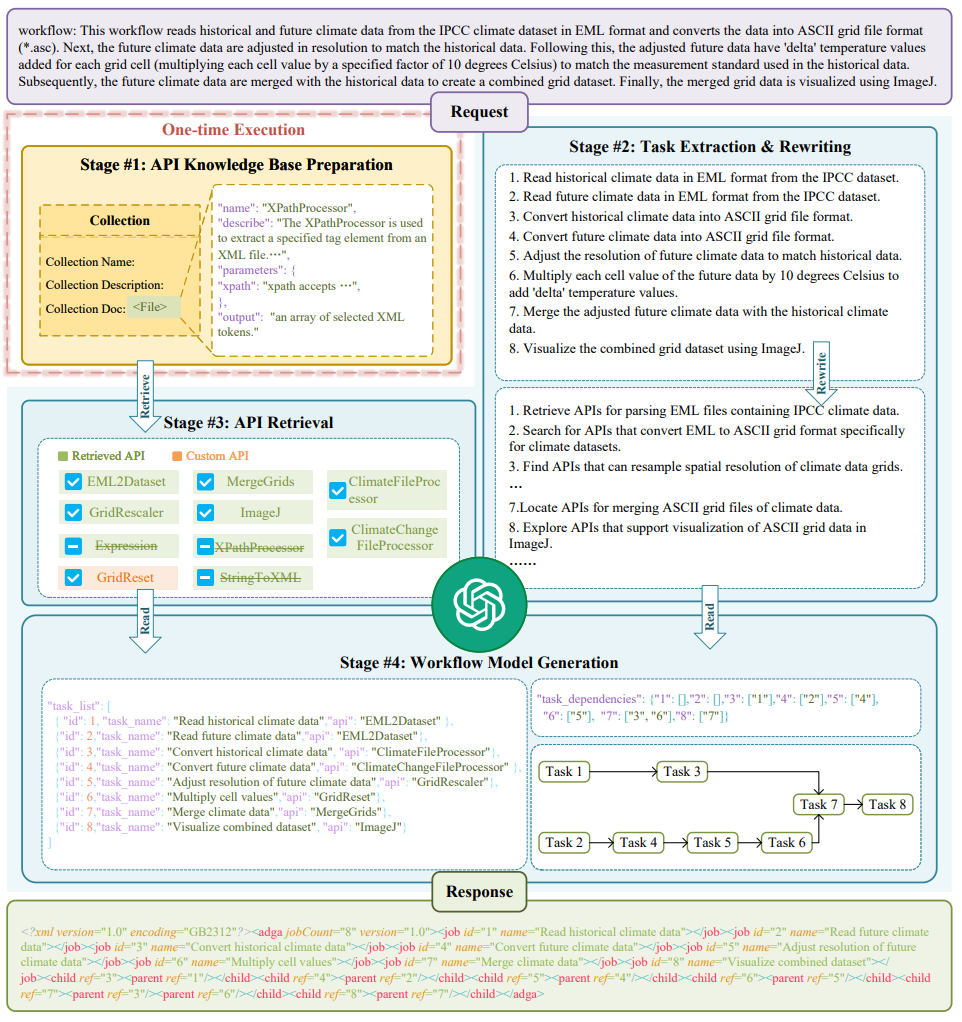 workflow: This workflow reads historical and future climate data from the IPCC climate dataset in EML format and converts the data into ASCII grid file format
(*.asc). Next, the future climate data are adjusted in resolution to match the historical data. Following this, the adjusted future data have 'delta' temperature values
added for each grid cell (multiplying each cell value by a specified factor of 10 degrees Celsius) to match the measurement standard used in the historical data.
Subsequently, the future climate data are merged with the historical data to create a combined grid dataset. Finally, the merged grid data is visualized using ImageJ.
Request
One-time Execution
Stage #1: API Knowledge Base Preparation
Collection
Collection Name:
Collection Description:
Collection Doc: <File>
"name": "XPathProcessor",
"describe": "The XPathProcessor is used
to extract a specified tag element from
an XML file.⋯",
"parameters": {
"xpath": "xpath accepts ⋯",
},
"output": "an array of selected XML
tokens."
Stage #2: Task Extraction & Rewriting
1. Read historical climate data in EML format from the IPCC dataset.
2. Read future climate data in EML format from the IPCC dataset.
3. Convert historical climate data into ASCII grid file format.
4. Convert future climate data into ASCII grid file format.
5. Adjust the resolution of future climate data to match historical data.
6. Multiply each cell value of the future data by 10 degrees Celsius to
add 'delta' temperature values.
7. Merge the adjusted future climate data with the historical climate
data.
8. Visualize the combined grid dataset using ImageJ.
Rewrite
1. Retrieve APIs for parsing EML files containing IPCC climate data.
2. Search for APIs that convert EML to ASCII grid format specifically
for climate datasets.
3. Find APIs that can resample spatial resolution of climate data grids.
⋯
7.Locate APIs for merging ASCII grid files of climate data.
8. Explore APIs that support visualization of ASCII grid data in
ImageJ.
⋯⋯
Retrieve
Stage #3: API Retrieval
Retrieved API
Custom API
EML2Dataset
MergeGrids
ClimateFileProc
essor
GridRescaler
ImageJ
ClimateChange
FileProcessor
Expression
XPathProcessor
GridReset
StringToXML
Read
Read
Stage #4: Workflow Model Generation
"task_list": [
{ "id": 1, "task_name": "Read historical climate data","api": "EML2Dataset" },
{"id": 2,"task_name": "Read future climate data","api": "EML2Dataset"},
{"id": 3,"task_name": "Convert historical climate data", "api": "ClimateFileProcessor"},
{"id": 4,"task_name": "Convert future climate data","api": "ClimateChangeFileProcessor" },
{"id": 5,"task_name": "Adjust resolution of future climate data","api": "GridRescaler"},
{"id": 6,"task_name": "Multiply cell values","api": "GridReset"},
{"id": 7,"task_name": "Merge climate data","api": "MergeGrids"},
{"id": 8,"task_name": "Visualize combined dataset", "api": "ImageJ"}
]
"task_dependencies": {"1": [],"2": [],"3": ["1"],"4": ["2"],"5": ["4"],
"6": ["5"], "7": ["3", "6"],"8": ["7"]}
Task 1
Task 3
Task 7
Task 8
Task 2
Task 4
Task 5
Task 6
Response
<?xml version="1.0" encoding="GB2312"?><adga jobCount="8" version="1.0"><job id="1" name="Read historical climate data"></job><job id="2" name="Read future climate
data"></job><job id="3" name="Convert historical climate data"></job><job id="4" name="Convert future climate data"></job><job id="5" name="Adjust resolution of future
climate data"></job><job id="6" name="Multiply cell values"></job><job id="7" name="Merge climate data"></job><job id="8" name="Visualize combined dataset"></
job><child ref="3"><parent ref="1"/></child><child ref="4"><parent ref="2"/></child><child ref="5"><parent ref="4"/></child><child ref="6"><parent ref="5"/></child><child
ref="7"><parent ref="3"/><parent ref="6"/></child><child ref="8"><parent ref="7"/></child></adga>